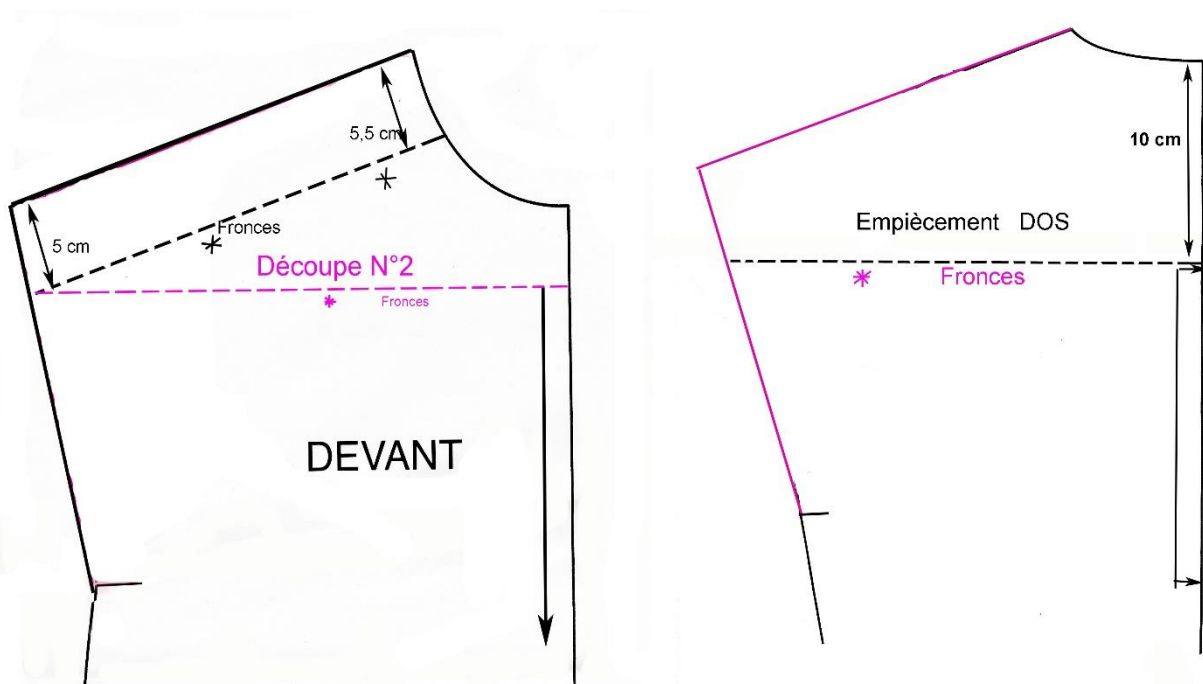 5,5 cm
Fronces
5 cm
Découpe N°2
Fronces
DEVANT
10 cm
Empiècement DOS
Fronces